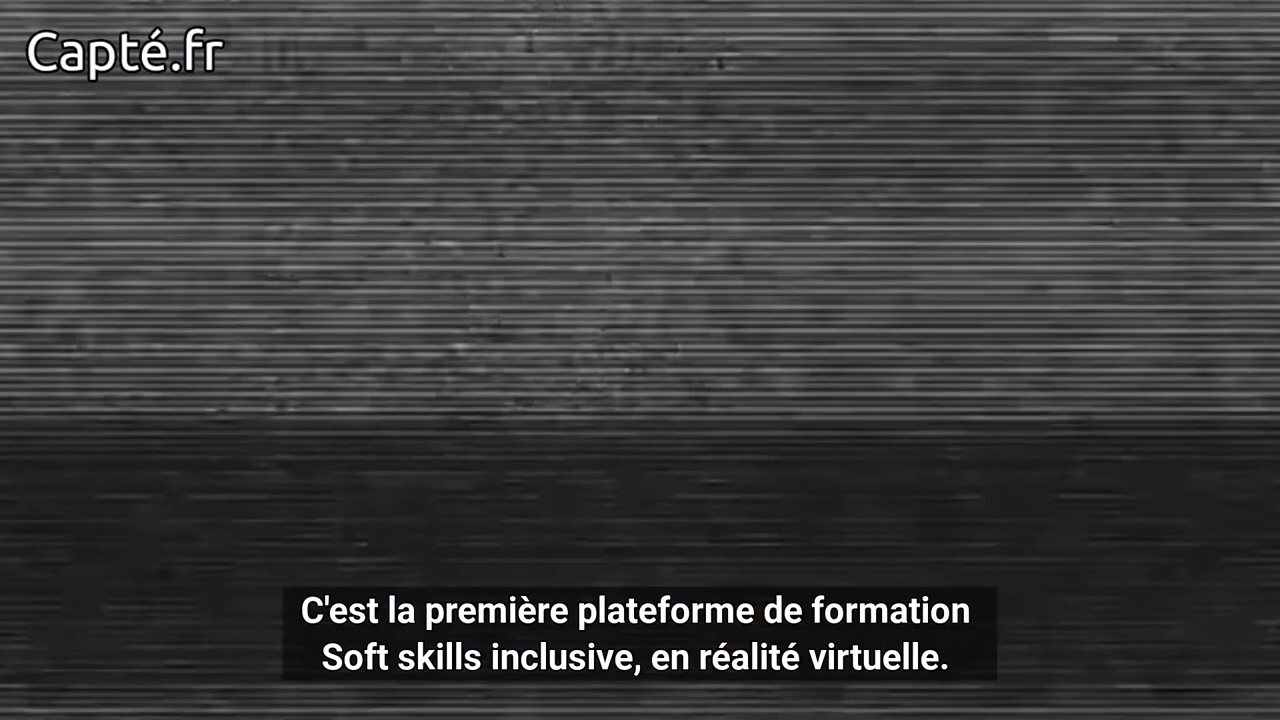 Capté.fr
C'est la première plateforme de formation
Soft skills inclusive, en réalité virtuelle.